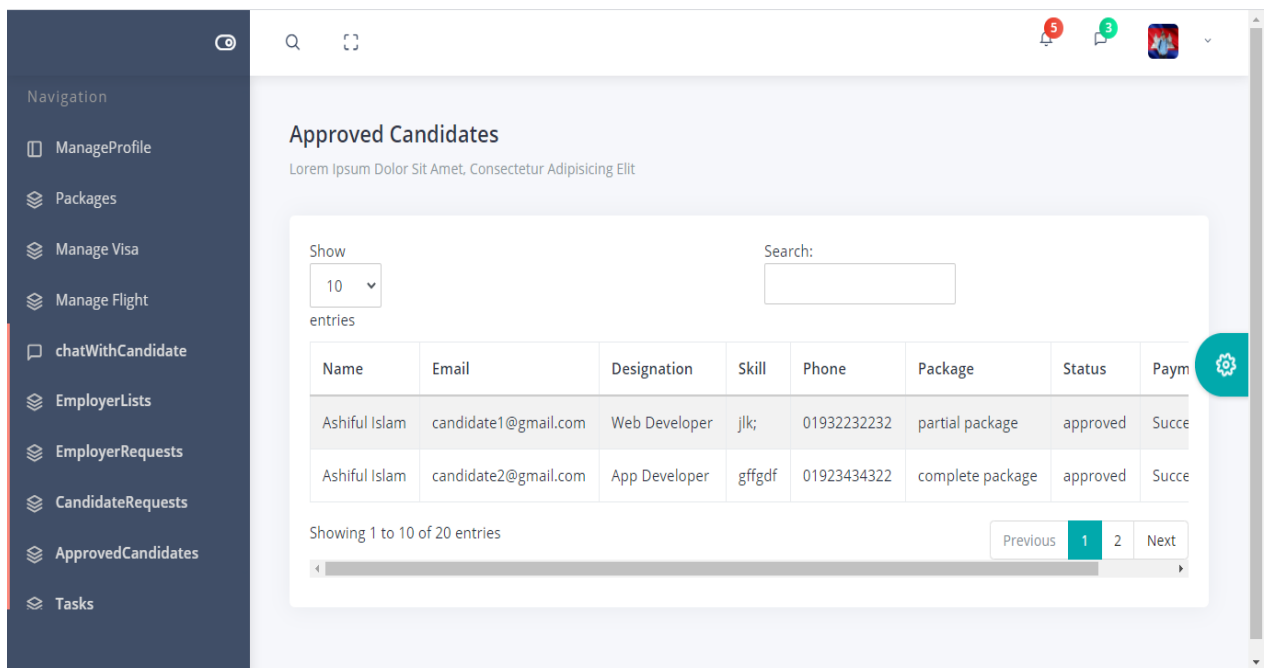 5
3
Navigation
ManageProfile
Packages
Manage Visa
Manage Flight
chatWithCandidate
EmployerLists
EmployerRequests
CandidateRequests
ApprovedCandidates
Tasks
Approved Candidates
Lorem Ipsum Dolor Sit Amet, Consectetur Adipisicing Elit
Show
10
entries
Search:
Name Email Designation Skill Phone Package Status Paym
Ashiful Islam candidate1@gmail.com Web Developer jlk; 01932232232 partial package approved Succe
Ashiful Islam candidate2@gmail.com App Developer gffgdf 01923434322 complete package approved Succe
Showing 1 to 10 of 20 entries
Previous 1 2 Next